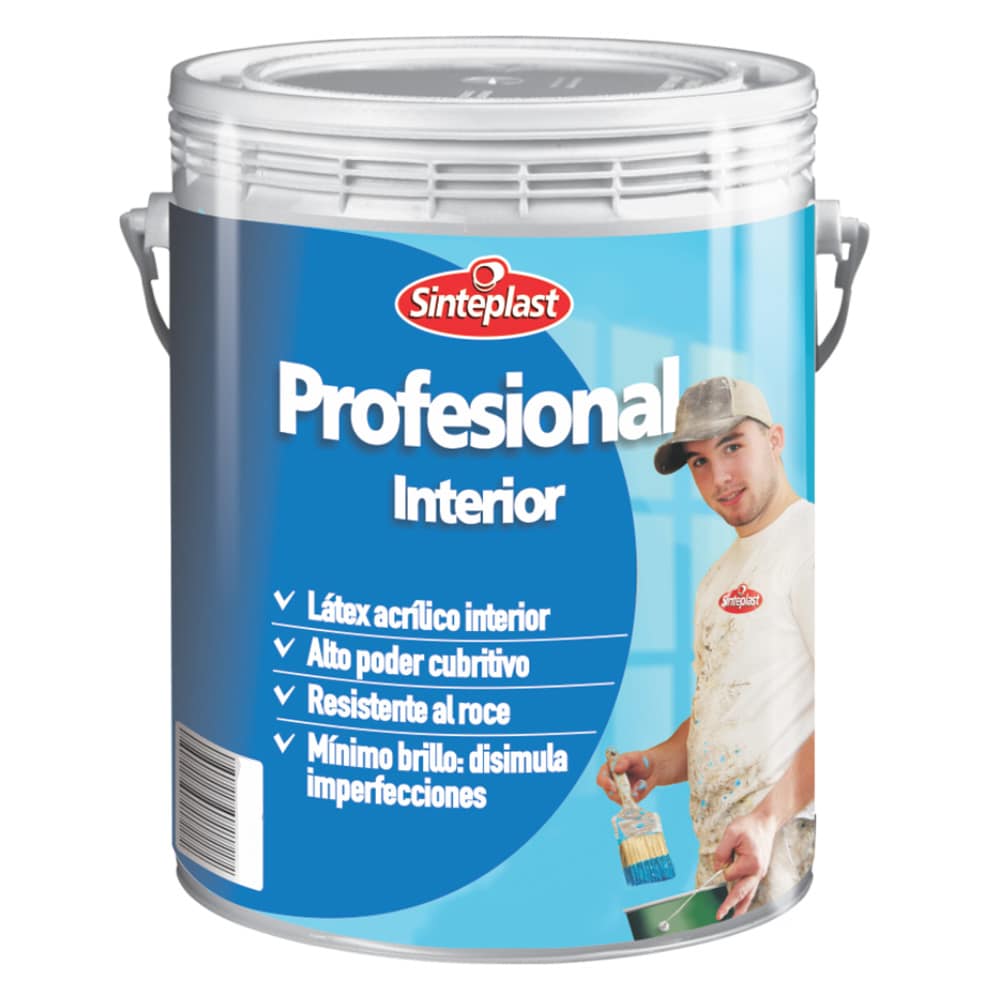 Sinteplast
Profesional
Interior
Látex acrílico interior
Alto poder cubritivo
Resistente al roce
Mínimo brillo: disimula
imperfecciones
Sinteplast